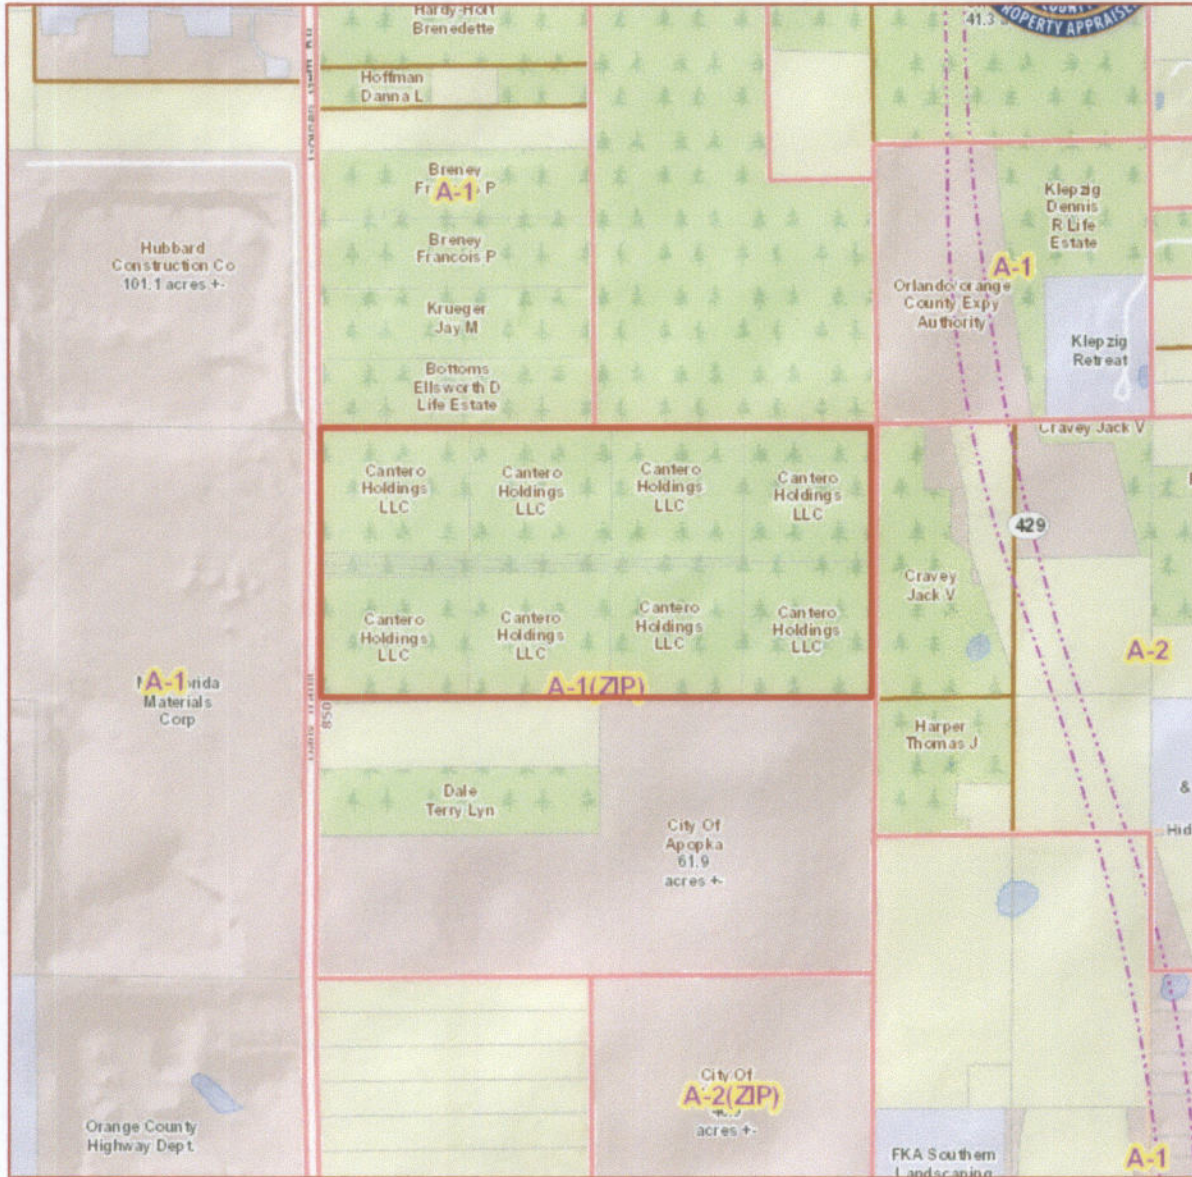 Hardy-Holt
Brenedette
41.3
COUNTY
PROPERTY APPRAISER
Hoffman
Danna L
Breney
A-1
P
Klepzig
Dennis
R Life
Estate
Hubbard
Construction Co
101.1 acres +-
Breney
Francois P
A-1
Orlando/orange
County Expy
Authority
Krueger
Jay M
Klepzig
Retreat
Bottoms
Ellsworth D
Life Estate
Cravey Jack V
Cantero
Holdings
LLC
Cantero
Holdings
LLC
Cantero
Holdings
LLC
Cantero
Holdings
LLC
429
Cravey
Jack V
Cantero
Holdings
LLC
Cantero
Holdings
LLC
Cantero
Holdings
LLC
Cantero
Holdings
LLC
A-2
A-1
Materials
Corp
A-1(ZIP)
850
Harper
Thomas J
Dale
Terry Lyn
&
Hid
City Of
Apopka
61.9
acres +-
City Of
A-2(ZIP)
acres +-
Orange County
Highway Dept.
FKA Southern
Landscaping
A-1